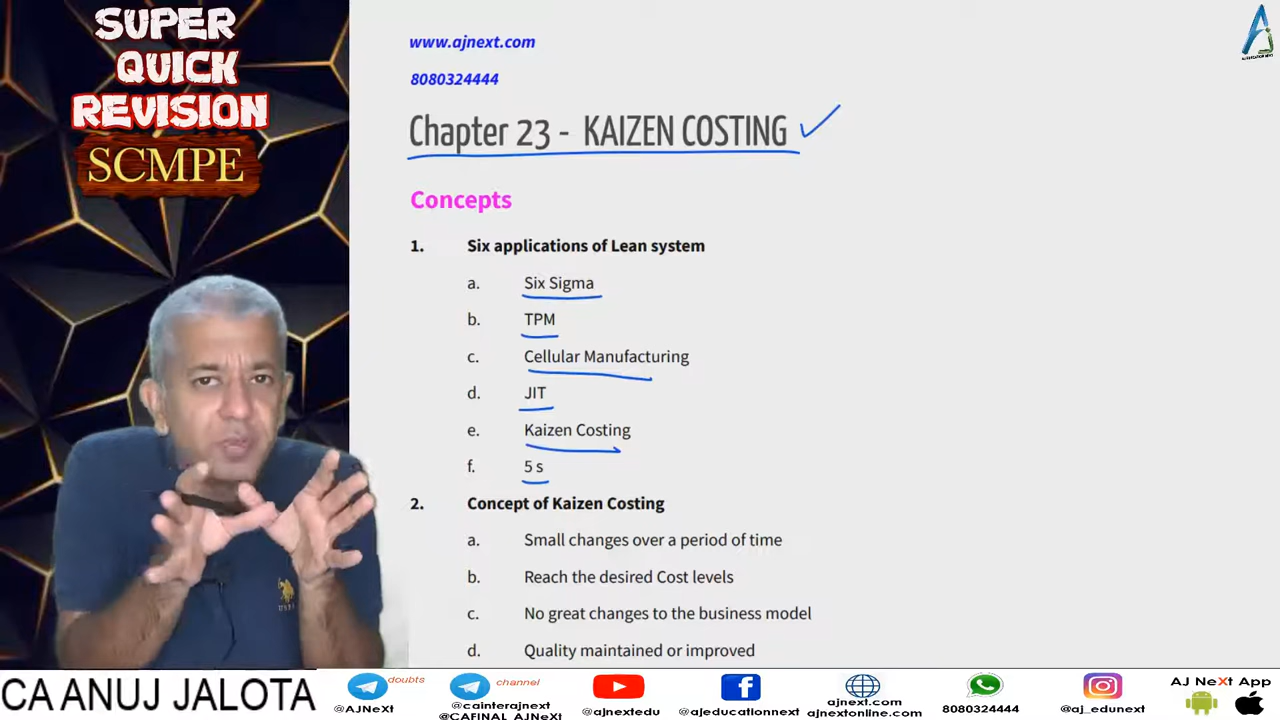 SUPER
QUICK
REVISION
SCMPE
www.ajnext.com
8080324444
Chapter 23 - KAIZEN COSTING
Concepts
1. Six applications of Lean system
a. Six Sigma
b. TPM
c. Cellular Manufacturing
d. JIT
e. Kaizen Costing
f. 5 s
2. Concept of Kaizen Costing
a. Small changes over a period of time
b. Reach the desired Cost levels
c. No great changes to the business model
d. Quality maintained or improved
CA ANUJ JALOTA
doubts
@AJNeXt
channel
@cainterajnext
@CAFINAL_AJNeXt
@ajnextedu
@ajeducationnext
ajnext.com
ajnextonline.com
8080324444
@aj_edunext
AJ NeXt App